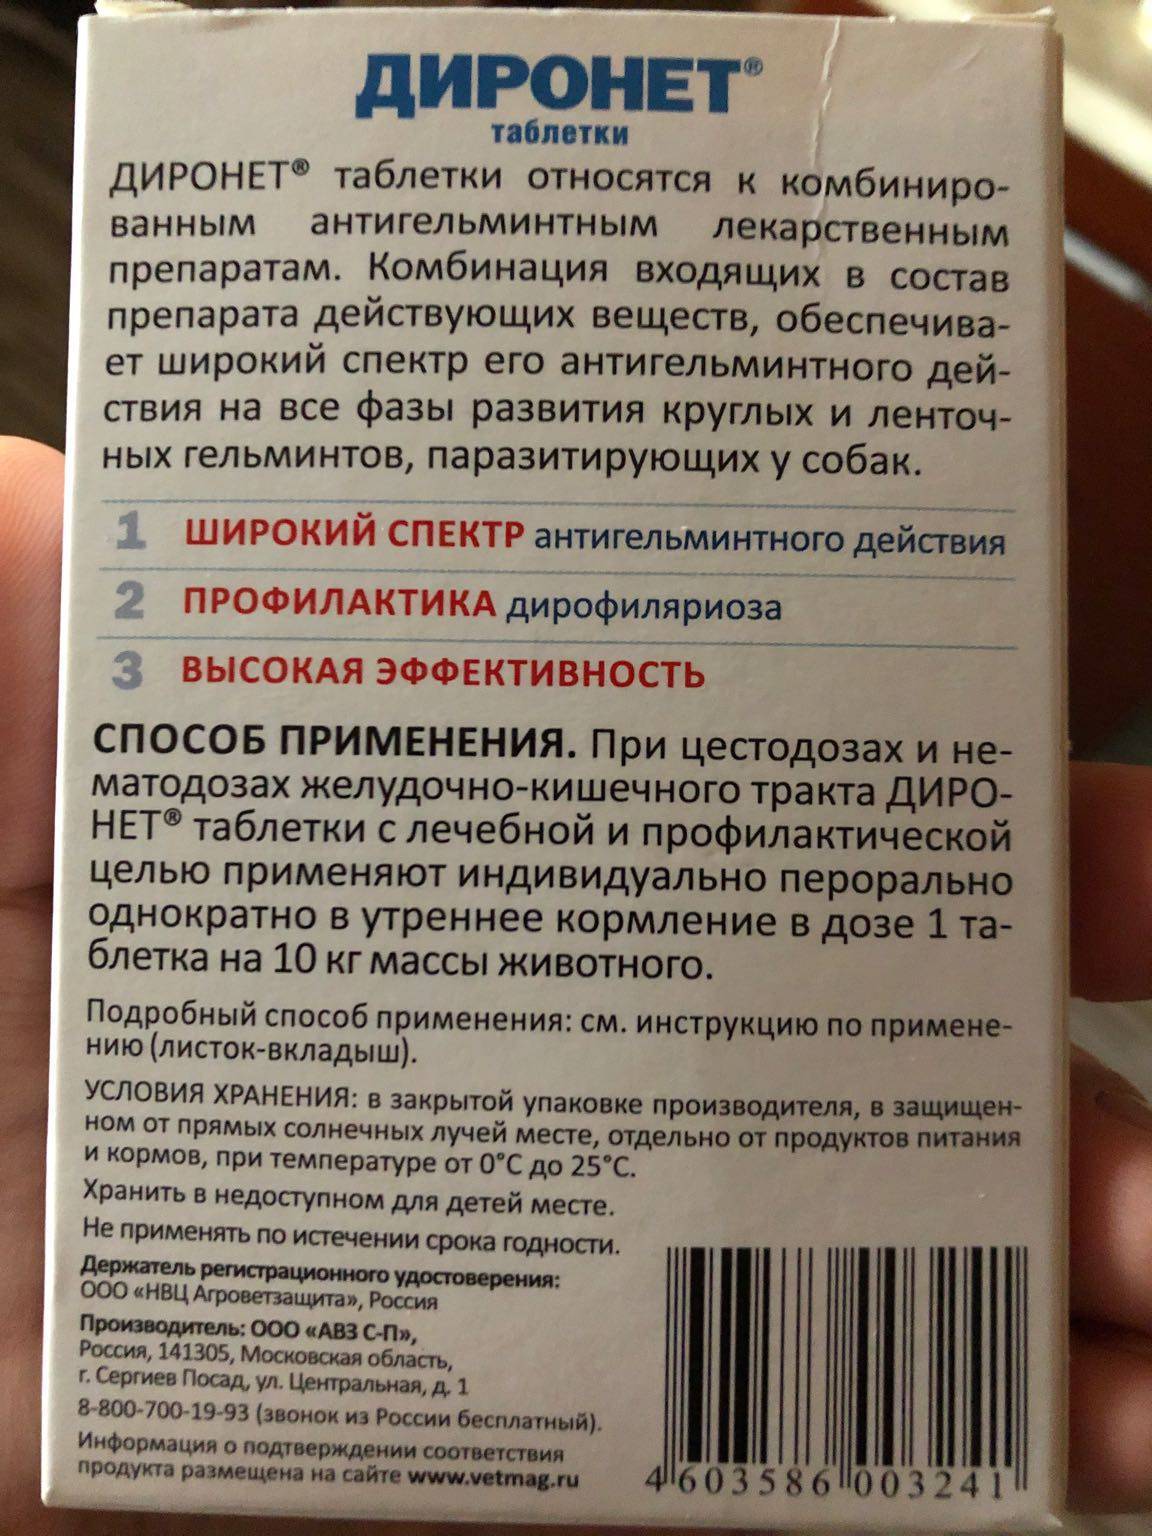 ДИРОНЕТ®
таблетки
ДИРОНЕТ® таблетки относятся к комбиниро-
ванным антигельминтным лекарственным
препаратам. Комбинация входящих в состав
препарата действующих веществ, обеспечива-
ет широкий спектр его антигельминтного дей-
ствия на все фазы развития круглых и ленточ-
ных гельминтов, паразитирующих у собак.
1 ШИРОКИЙ СПЕКТР антигельминтного действия
2 ПРОФИЛАКТИКА дирофиляриоза
3 ВЫСОКАЯ ЭФФЕКТИВНОСТЬ
СПОСОБ ПРИМЕНЕНИЯ. При цестодозах и не-
матодозах желудочно-кишечного тракта ДИРО-
НЕТ® таблетки с лечебной и профилактической
целью применяют индивидуально перорально
однократно в утреннее кормление в дозе 1 та-
блетка на 10 кг массы животного.
Подробный способ применения: см. инструкцию по примене-
нию (листок-вкладыш).
УСЛОВИЯ ХРАНЕНИЯ: в закрытой упаковке производителя, в защищен-
ном от прямых солнечных лучей месте, отдельно от продуктов питания
и кормов, при температуре от 0°С до 25°С.
Хранить в недоступном для детей месте.
Не применять по истечении срока годности.
Держатель регистрационного удостоверения:
ООО «НВЦ Агроветзащита», Россия
Производитель: ООО «АВЗ С-П»,
Россия, 141305, Московская область,
г. Сергиев Посад, ул. Центральная, д. 1
8-800-700-19-93 (звонок из России бесплатный).
Информация о подтверждении соответствия
продукта размещена на сайте www.vetmag.ru
4 603586 003241